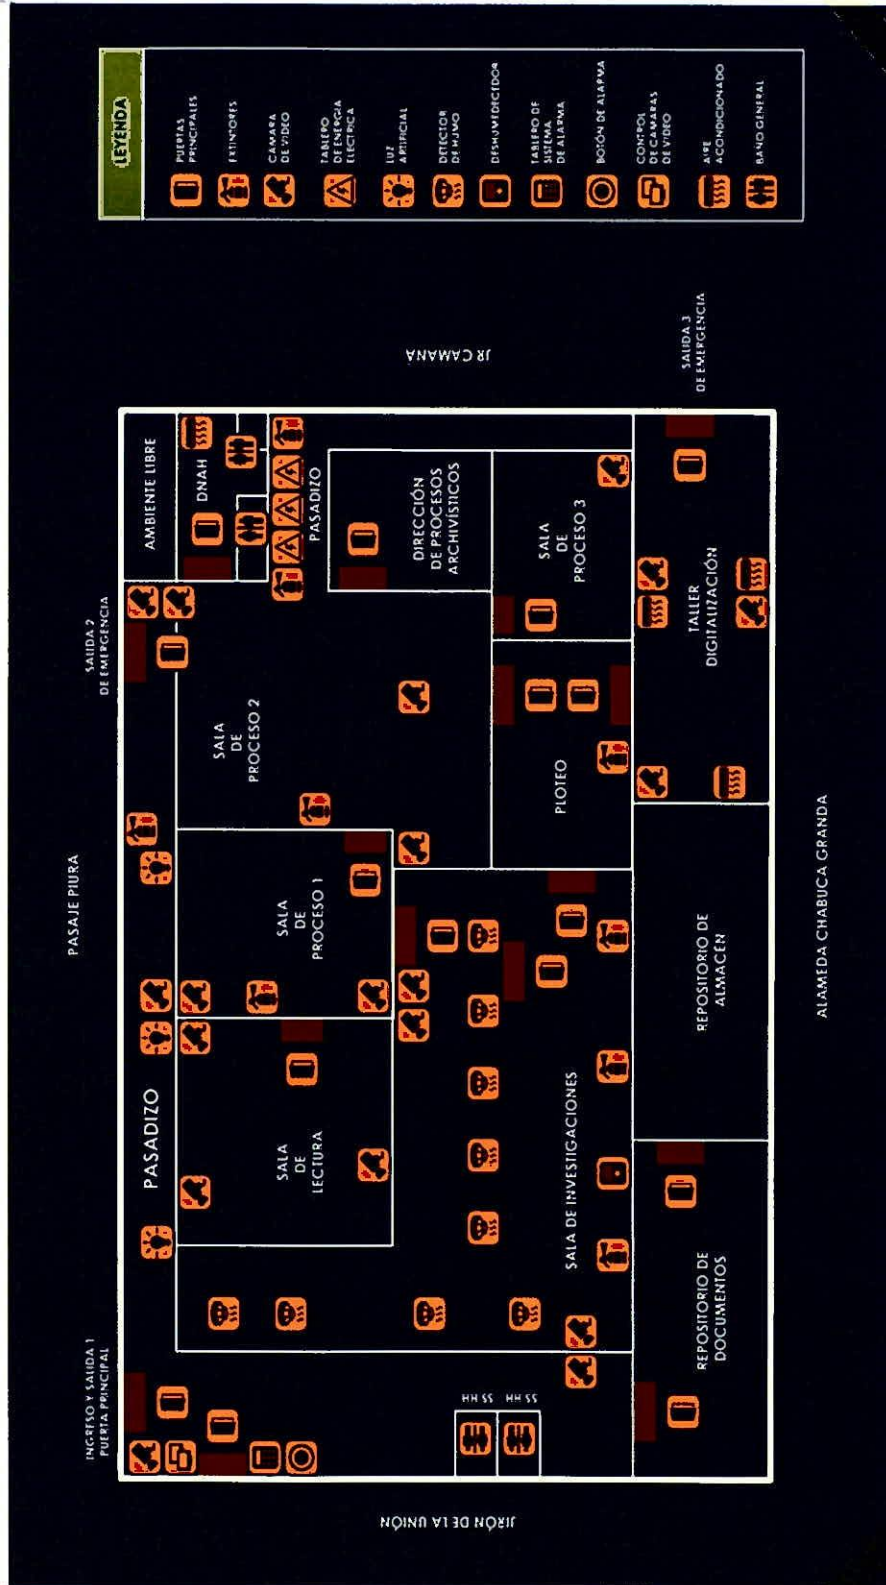 PASAJE PIURA
INGRESO Y SALIDA 1
PUERTA PRINCIPAL
SALIDA 2
DE EMERGENCIA
PASADIZO
AMBIENTE LIBRE
DNAH
SALA
DE
LECTURA
SALA
DE
PROCESO 1
SALA
DE
PROCESO 2
PASADIZO
DIRECCIÓN
DE PROCESOS
ARCHIVÍSTICOS
SS HH
SS HH
SALA DE INVESTIGACIONES
PLOTEO
SALA
DE
PROCESO 3
REPOSITORIO DE
DOCUMENTOS
REPOSITORIO DE
ALMACÉN
TALLER
DIGITALIZACIÓN
SALIDA 3
DE EMERGENCIA
JIRÓN DE LA UNIÓN
JR CAMANÁ
ALAMEDA CHABUCA GRANDA
LEYENDA
PUERTAS
PRINCIPALES
EXTINTORES
CÁMARA
DE VIDEO
TABLERO
DE ENERGÍA
ELECTRICA
LUZ
ARTIFICIAL
DETECTOR
DE HUMO
DESHUMEDECEDOR
TABLERO DE
SISTEMA
DE ALARMA
BOTÓN DE ALARMA
CONTROL
DE CAMARAS
DE VIDEO
AIRE
ACONDICIONADO
BAÑO GENERAL